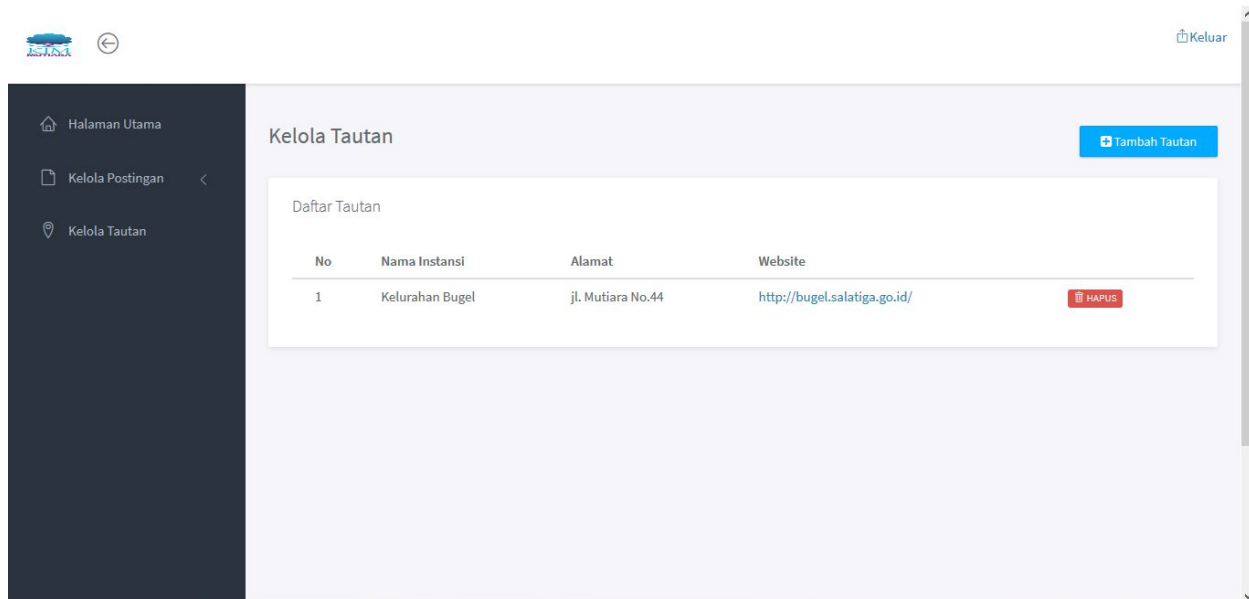 KIM
Keluar
Halaman Utama
Kelola Postingan
Kelola Tautan
Kelola Tautan
Tambah Tautan
Daftar Tautan
No Nama Instansi Alamat Website
1 Kelurahan Bugel jl. Mutiara No.44 http://bugel.salatiga.go.id/ HAPUS